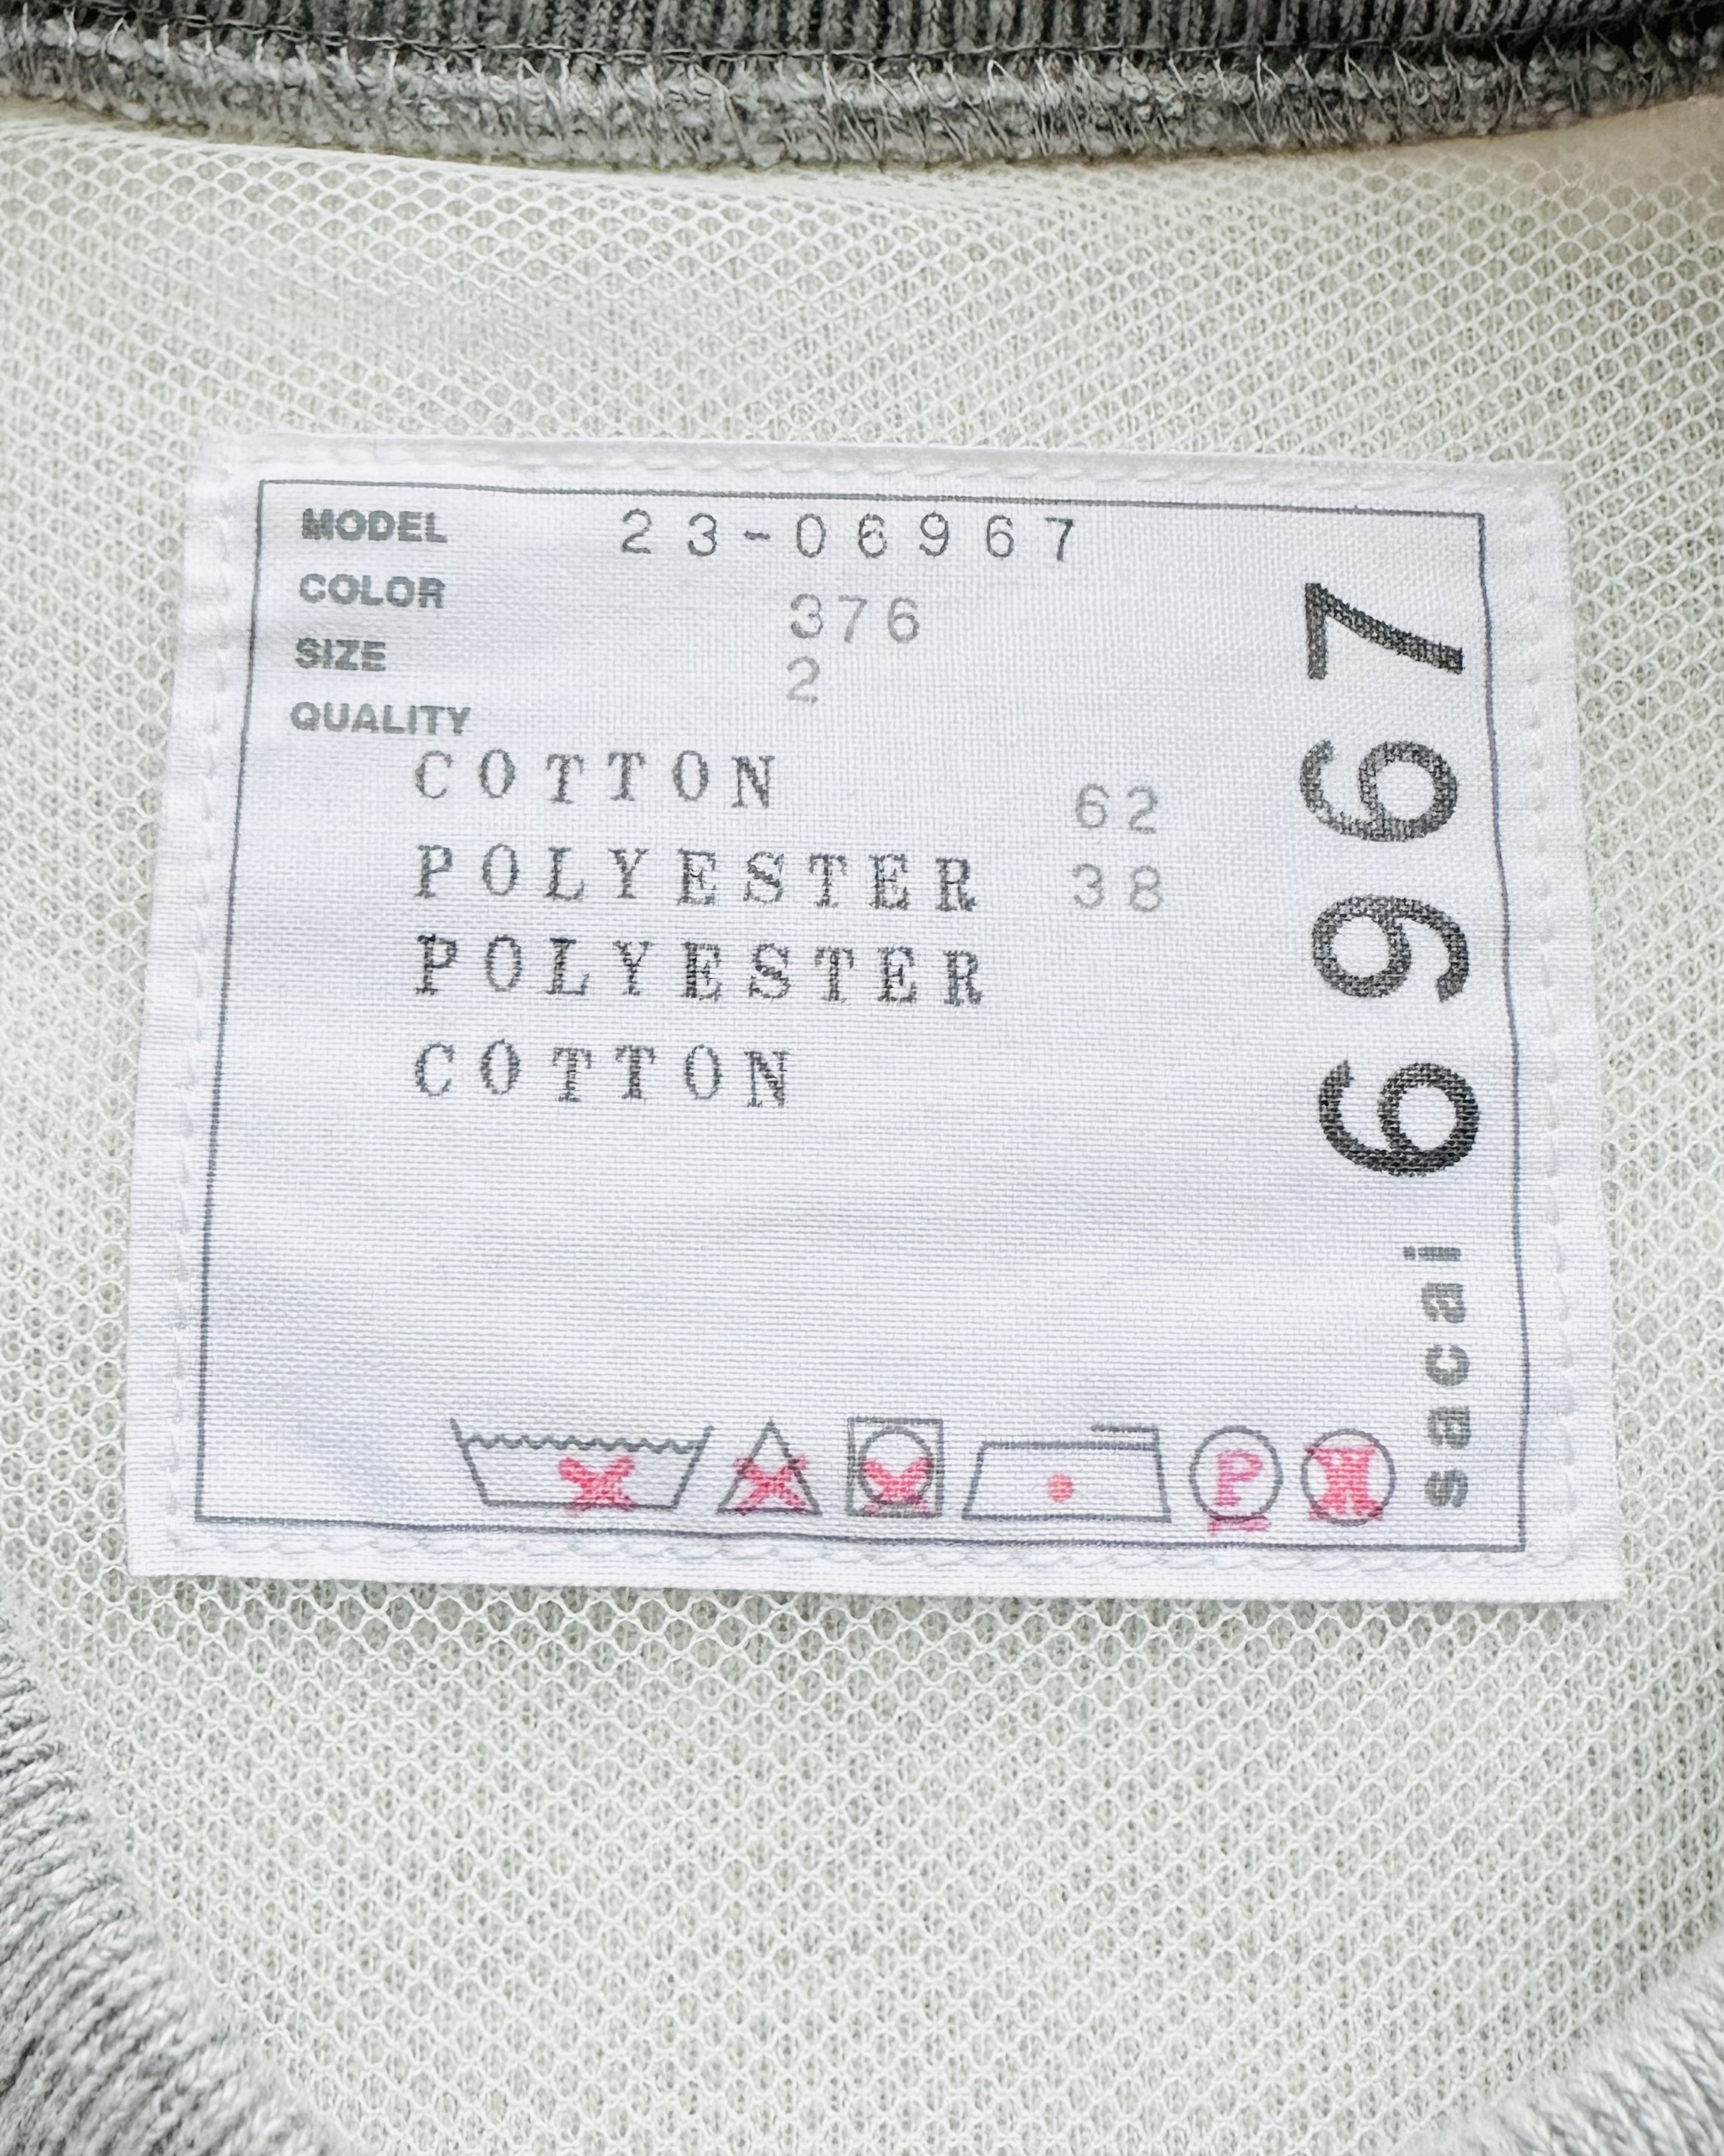 MODEL 23-06967
COLOR 376
SIZE 2
QUALITY
COTTON 62
POLYESTER 38
POLYESTER
COTTON
P
sacai 6967